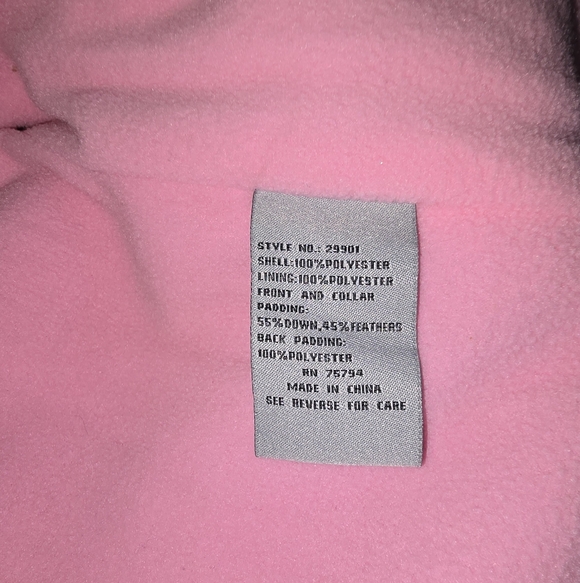 STYLE NO.: 29901
SHELL:100%POLYESTER
LINING:100%POLYESTER
FRONT AND COLLAR
PADDING:
55%DOWN,45%FEATHERS
BACK PADDING:
100%POLYESTER
RN 75794
MADE IN CHINA
SEE REVERSE FOR CARE